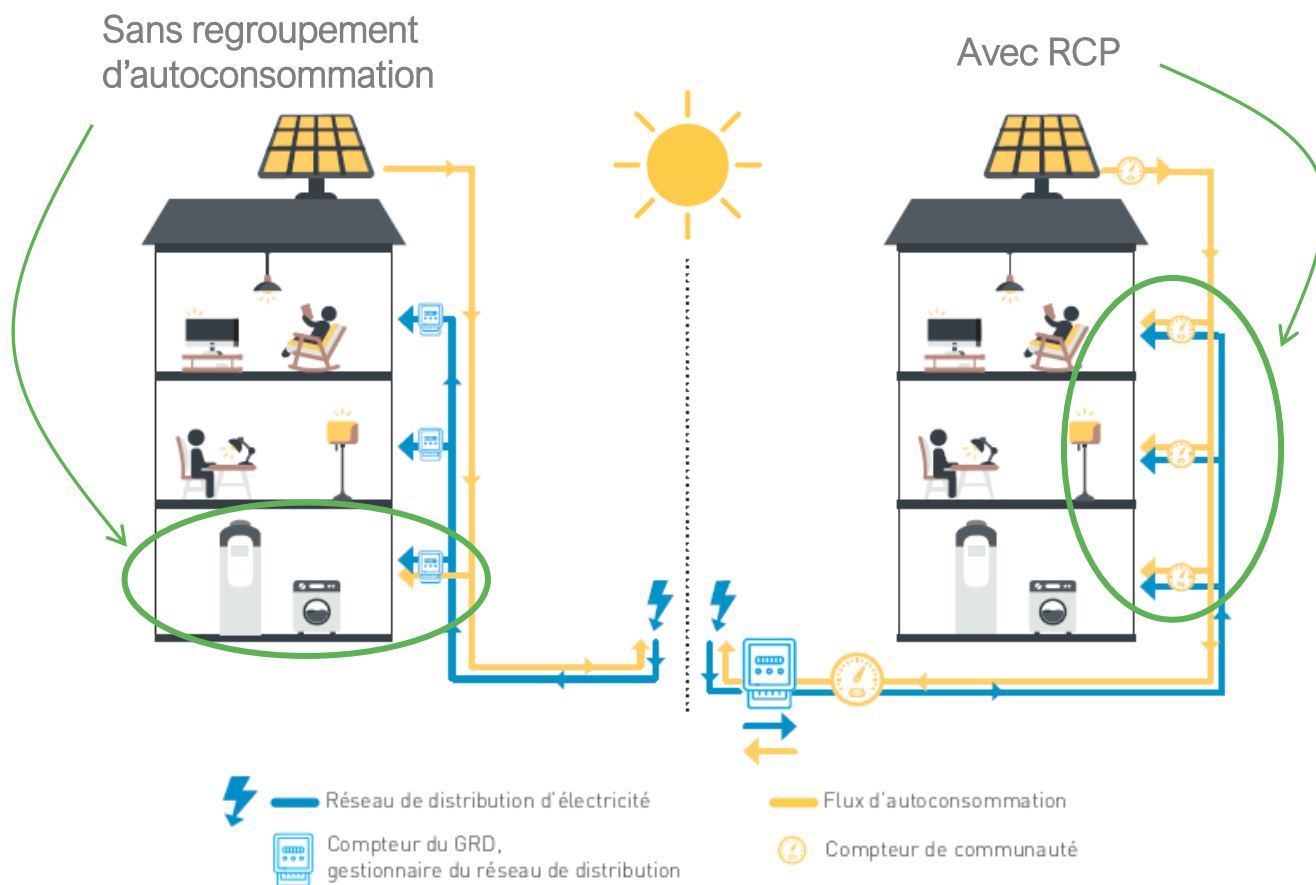 Sans regroupement
d'autoconsommation
Avec RCP
Réseau de distribution d'électricité
Flux d'autoconsommation
Compteur du GRD,
gestionnaire du réseau de distribution
Compteur de communauté